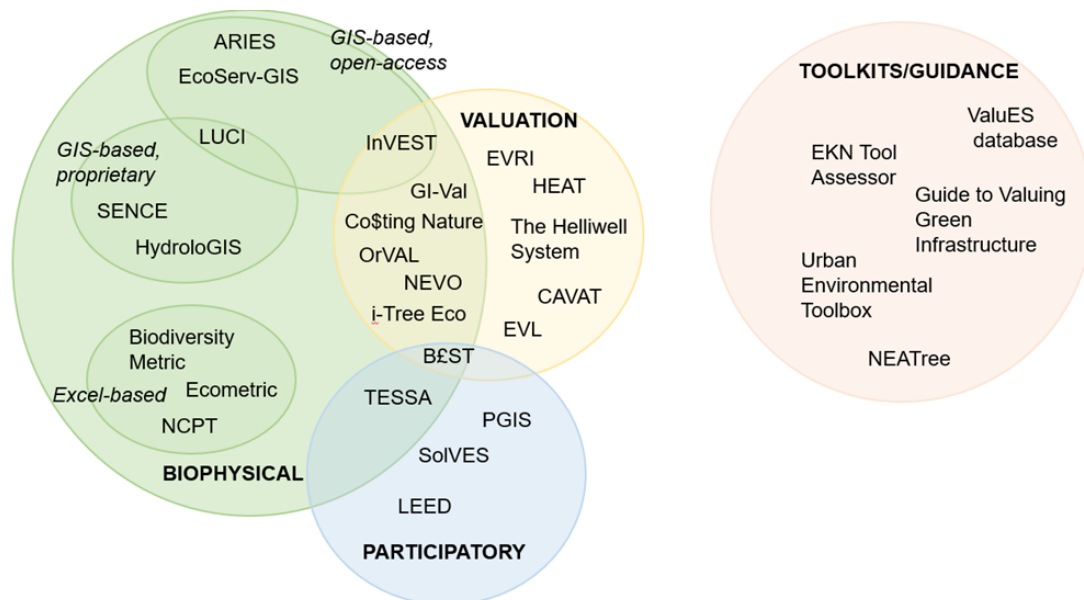 ARIES
EcoServ-GIS
GIS-based,
open-access
LUCI
GIS-based,
proprietary
SENCE
HydroloGIS
Biodiversity
Metric
Excel-based
Ecometric
NCPT
BIOPHYSICAL
VALUATION
InVEST
EVRI
GI-Val
HEAT
Co$ting Nature
The Helliwell
System
OrVAL
NEVO
CAVAT
i-Tree Eco
EVL
B£ST
TESSA
PGIS
SolVES
LEED
PARTICIPATORY
TOOLKITS/GUIDANCE
ValuES
database
EKN Tool
Assessor
Guide to Valuing
Green
Infrastructure
Urban
Environmental
Toolbox
NEATree